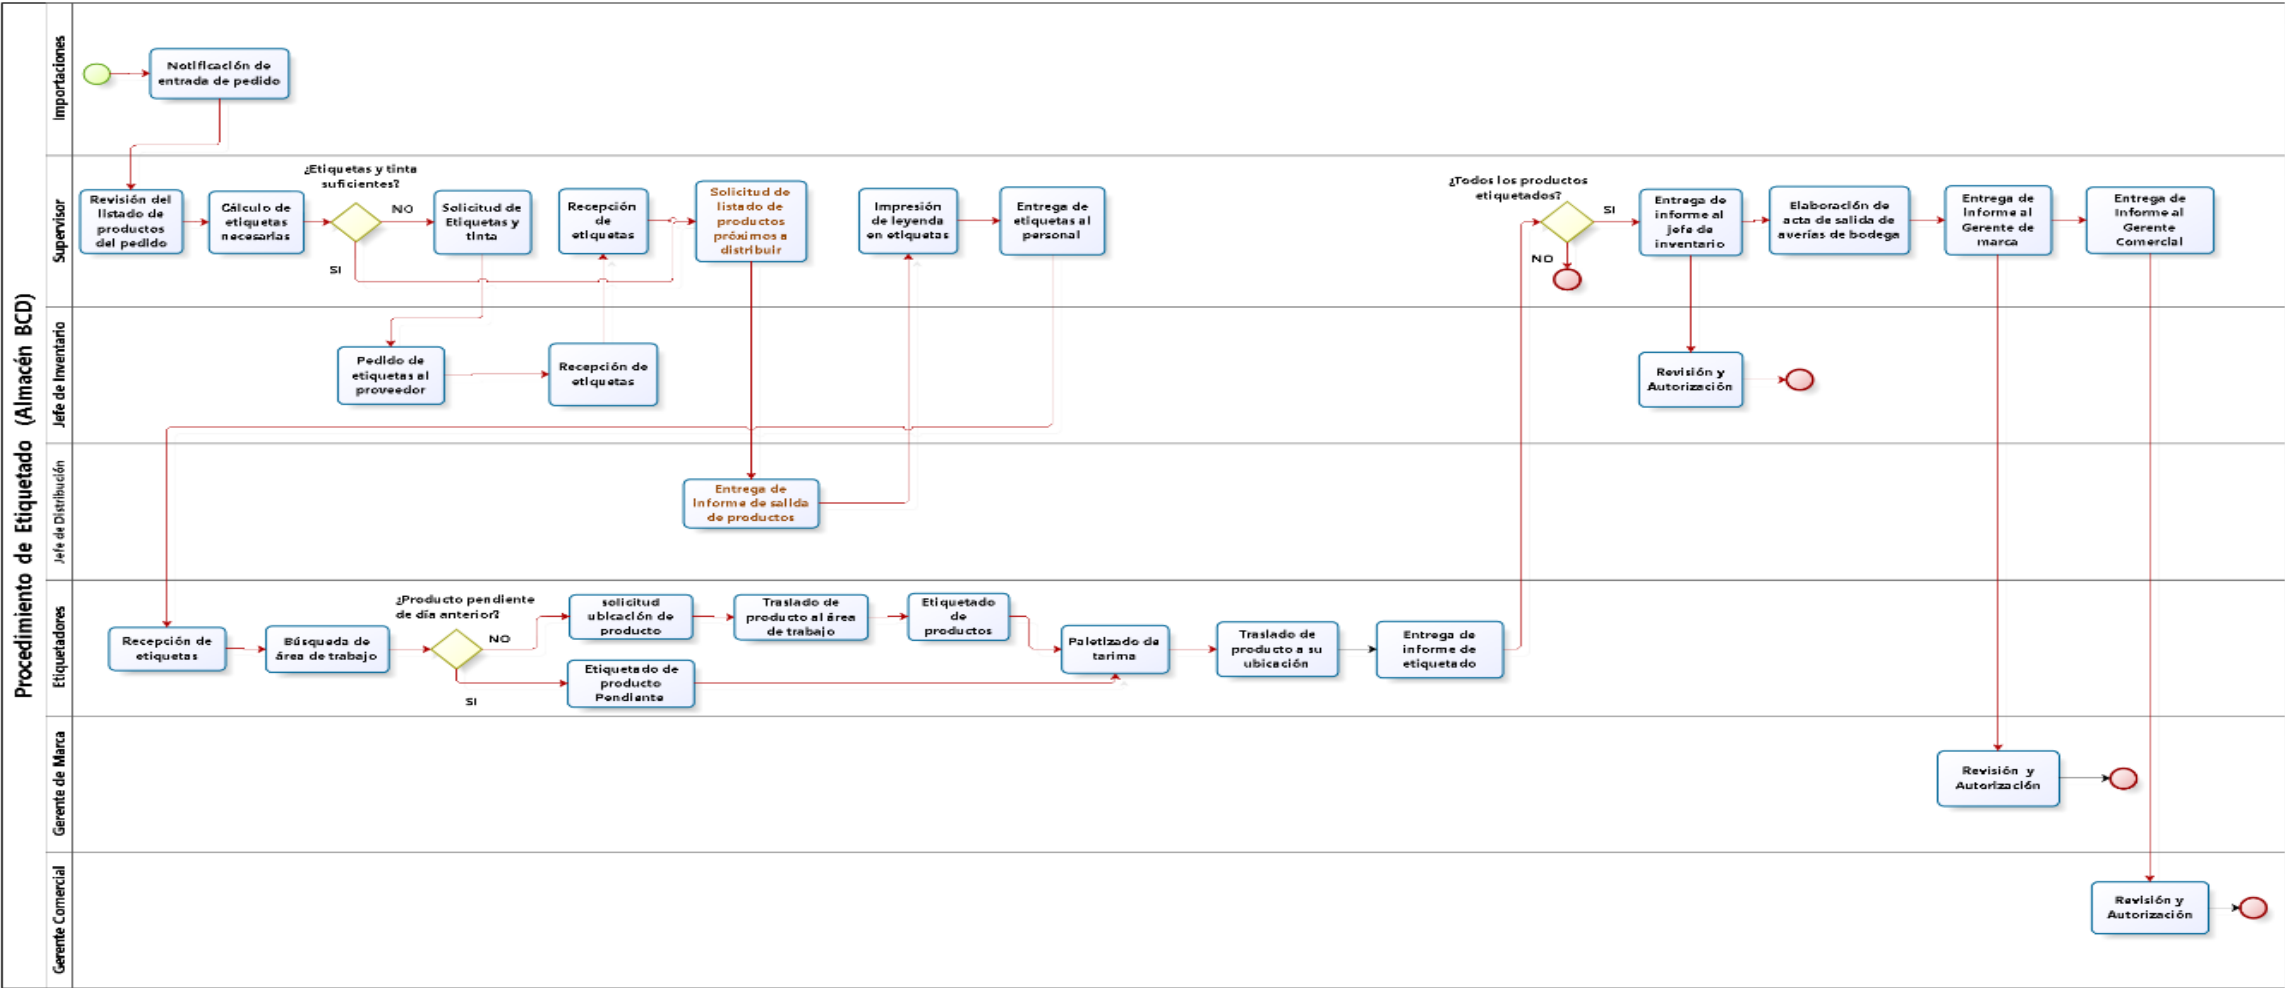 Procedimiento de Etiquetado (Almacén BCD)
Importaciones
Notificación de
entrada de pedido
Supervisor
Revisión del
listado de
productos
del pedido
Cálculo de
etiquetas
necesarias
¿Etiquetas y tinta
suficientes?
NO
SI
Solicitud de
Etiquetas y
tinta
Recepción
de
etiquetas
Solicitud de
listado de
productos
próximos a
distribuir
Impresión
de leyenda
en etiquetas
Entrega de
etiquetas al
personal
¿Todos los productos
etiquetados?
SI
NO
Entrega de
informe al
jefe de
inventario
Elaboración de
acta de salida de
averías de bodega
Entrega de
Informe al
Gerente de
marca
Entrega de
Informe al
Gerente
Comercial
Jefe de Inventario
Pedido de
etiquetas al
proveedor
Recepción de
etiquetas
Revisión y
Autorización
Jefe de Distribución
Entrega de
informe de salida
de productos
Etiquetadores
Recepción de
etiquetas
Búsqueda de
área de trabajo
¿Producto pendiente
de día anterior?
NO
SI
solicitud
ubicación de
producto
Traslado de
producto al área
de trabajo
Etiquetado
de
productos
Etiquetado de
producto
Pendiente
Paletizado de
tarima
Traslado de
producto a su
ubicación
Entrega de
informe de
etiquetado
Gerente de Marca
Revisión y
Autorización
Gerente Comercial
Revisión y
Autorización